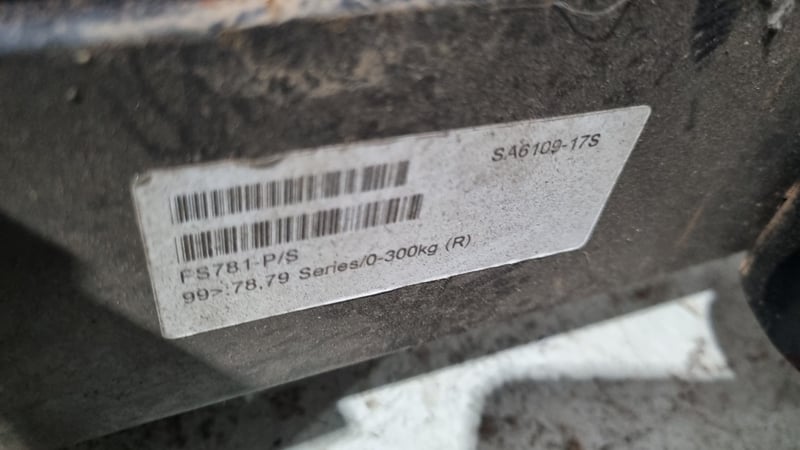 SA6109-17S
FS781-P/S
99>:78,79 Series/0-300kg (R)